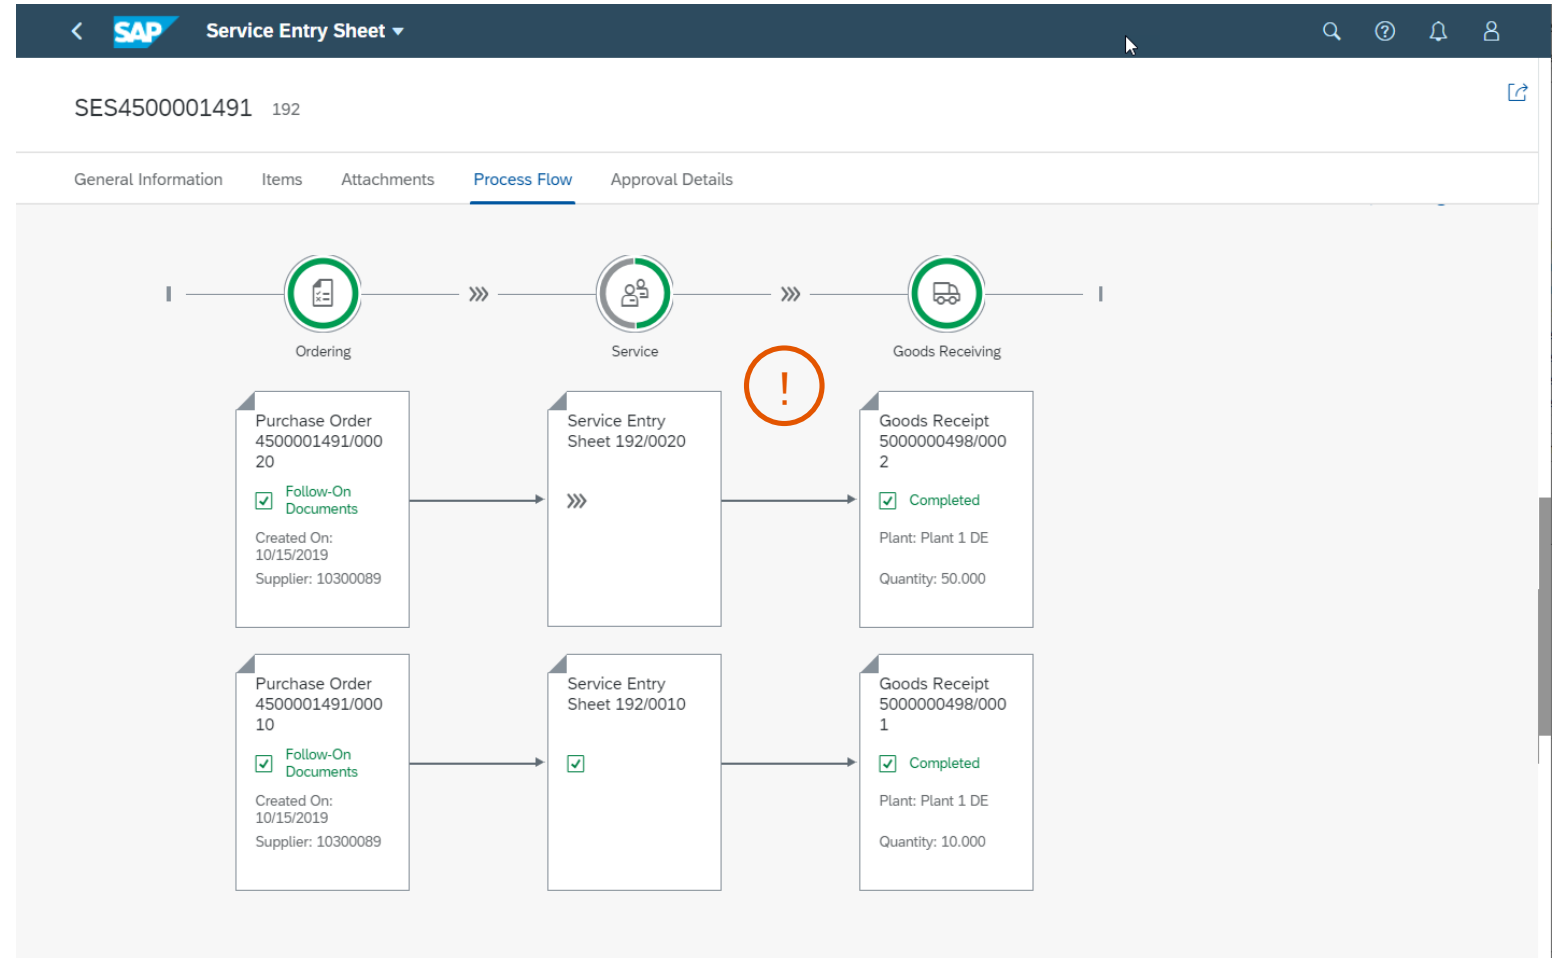 SAP Service Entry Sheet
SES4500001491 192
General Information Items Attachments Process Flow Approval Details
Ordering Service Goods Receiving
!
Purchase Order
4500001491/000
20
Follow-On
Documents
Created On:
10/15/2019
Supplier: 10300089
Service Entry
Sheet 192/0020
Goods Receipt
5000000498/000
2
Completed
Plant: Plant 1 DE
Quantity: 50.000
Purchase Order
4500001491/000
10
Follow-On
Documents
Created On:
10/15/2019
Supplier: 10300089
Service Entry
Sheet 192/0010
Goods Receipt
5000000498/000
1
Completed
Plant: Plant 1 DE
Quantity: 10.000